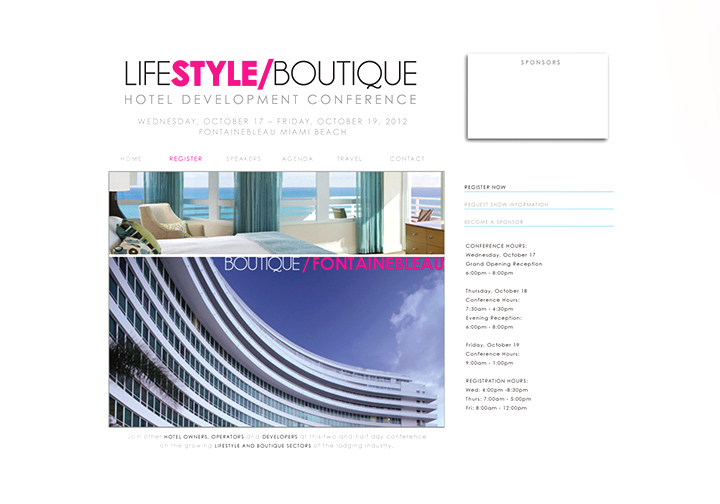 LIFESTYLE/BOUTIQUE
HOTEL DEVELOPMENT CONFERENCE
WEDNESDAY, OCTOBER 17 – FRIDAY, OCTOBER 19, 2012
FONTAINEBLEAU MIAMI BEACH
SPONSORS
HOME REGISTER SPEAKERS AGENDA TRAVEL CONTACT
BOUTIQUE/FONTAINEBLEAU
Join other HOTEL OWNERS, OPERATORS and DEVELOPERS at this two and half day conference
on the growing LIFESTYLE AND BOUTIQUE SECTORS of the lodging industry.
REGISTER NOW
REQUEST SHOW INFORMATION
BECOME A SPONSOR
CONFERENCE HOURS:
Wednesday, October 17
Grand Opening Reception
6:00pm - 8:00pm
Thursday, October 18
Conference Hours:
7:30am - 4:30pm
Evening Reception:
6:00pm - 8:00pm
Friday, October 19
Conference Hours:
9:00am - 1:00pm
REGISTRATION HOURS:
Wed: 4:00pm -8:30pm
Thurs: 7:00am - 5:00pm
Fri: 8:00am - 12:00pm